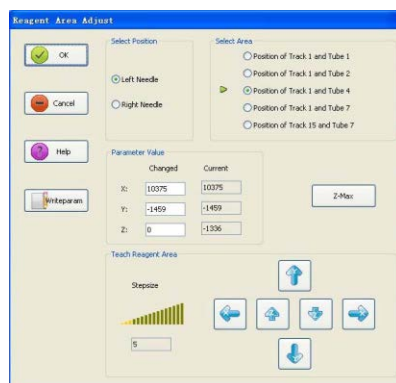 Reagent Area Adjust
OK
Cancel
Help
Writeparam
Select Position
Left Needle
Right Needle
Select Area
Position of Track 1 and Tube 1
Position of Track 1 and Tube 2
Position of Track 1 and Tube 4
Position of Track 1 and Tube 7
Position of Track 15 and Tube 7
Parameter Value
Changed Current
X: 10375 10375
Y: -1459 -1459
Z: 0 -1336
Z-Max
Teach Reagent Area
Stepsize
5